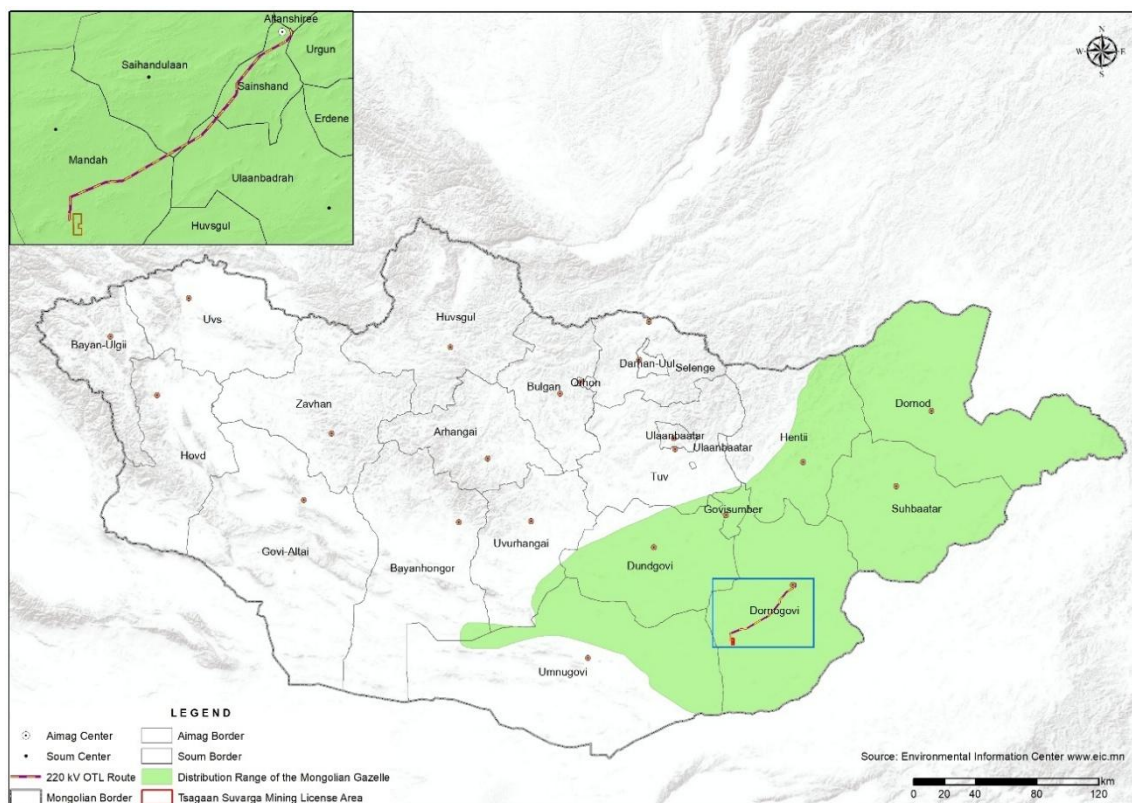 Altanshiree
Urgun
Saihandulaan
Sainshand
Erdene
Mandah
Ulaanbadrah
Huvsgul
N
W E
S
Uvs
Huvsgul
Bayan-Ulgii
Darhan-Uul
Selenge
Bulgan
Orhon
Zavhan
Dornod
Arhangai
Hentii
Ulaanbaatar
Ulaanbaatar
Hovd
Tuv
Suhbaatar
Govisumber
Uvurhangai
Govi-Altai
Bayanhongor
Dundgovi
Dornogovi
Umnugovi
LEGEND
Aimag Center
Aimag Border
Soum Center
Soum Border
220 kV OTL Route
Distribution Range of the Mongolian Gazelle
Mongolian Border
Tsagaan Suvarga Mining License Area
Source: Environmental Information Center www.eic.mn
km
0 20 40 80 120